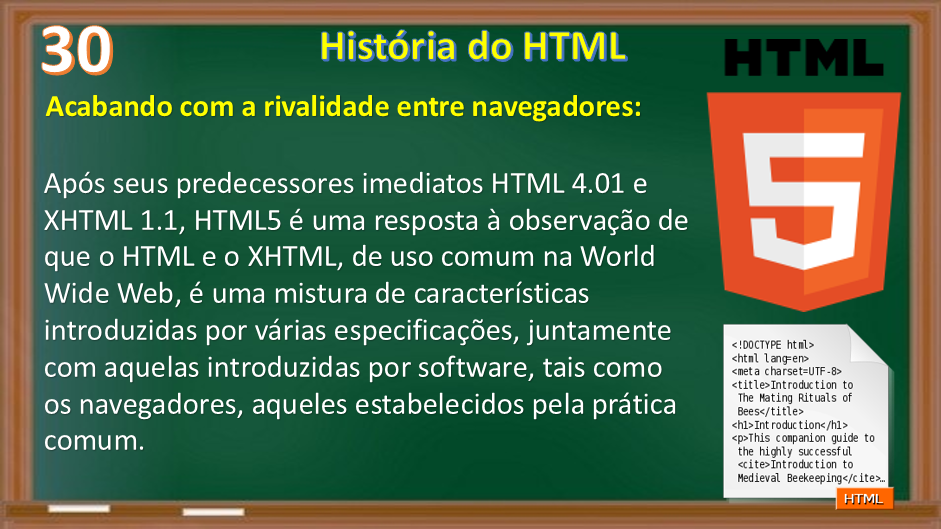 30
História do HTML
HTML
5
Acabando com a rivalidade entre navegadores:
Após seus predecessores imediatos HTML 4.01 e
XHTML 1.1, HTML5 é uma resposta à observação de
que o HTML e o XHTML, de uso comum na World
Wide Web, é uma mistura de características
introduzidas por várias especificações, juntamente
com aquelas introduzidas por software, tais como
os navegadores, aqueles estabelecidos pela prática
comum.
<!DOCTYPE html>
<html lang=en>
<meta charset=UTF-8>
<title>Introduction to
The Mating Rituals of
Bees</title>
<h1>Introduction</h1>
<p>This companion guide to
the highly successful
<cite>Introduction to
Medieval Beekeeping</cite>…
HTML